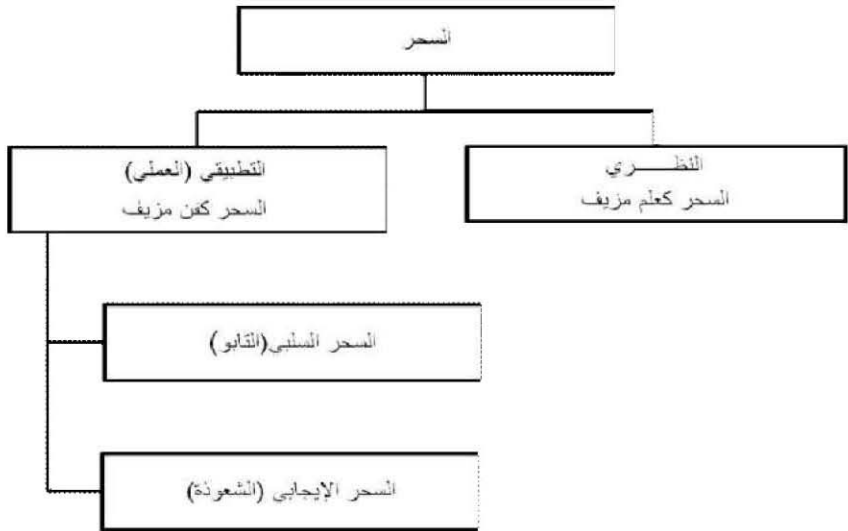 السحر
النظـــــري
السحر كعلم مزيف
التطبيقي (العملي)
السحر كفن مزيف
السحر السلبي(التابو)
السحر الإيجابي (الشعوذة)